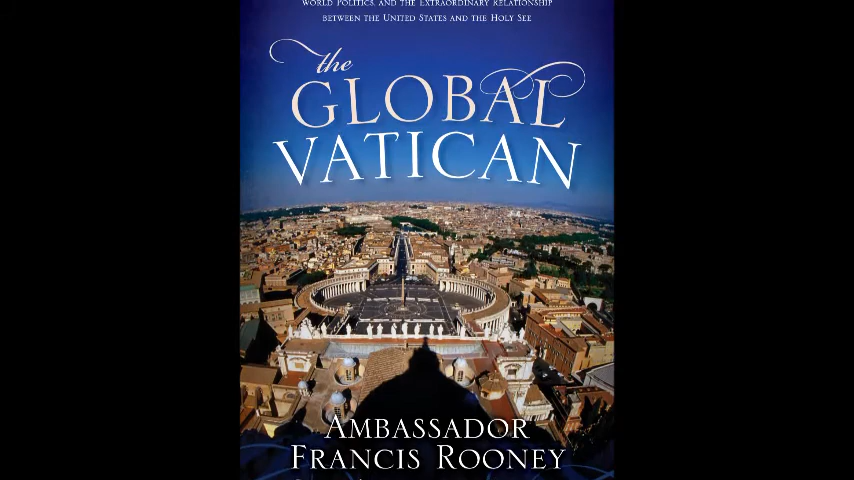 WORLD POLITICS, AND THE EXTRAORDINARY RELATIONSHIP
BETWEEN THE UNITED STATES AND THE HOLY SEE
the
GLOBAL
VATICAN
AMBASSADOR
FRANCIS ROONEY